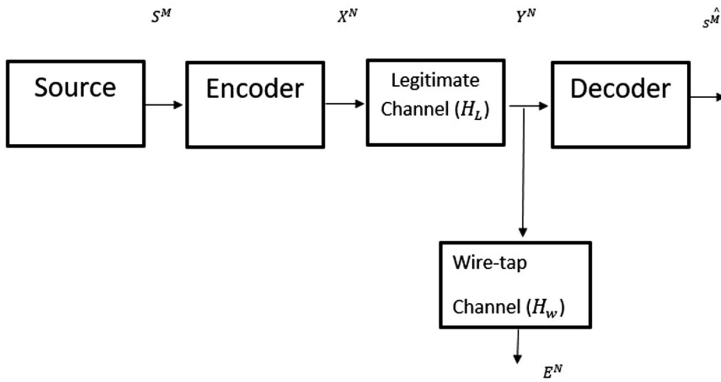 S^M X^N Y^N s^M̂
Source
Encoder
Legitimate
Channel (H_L)
Decoder
Wire-tap
Channel (H_w)
E^N